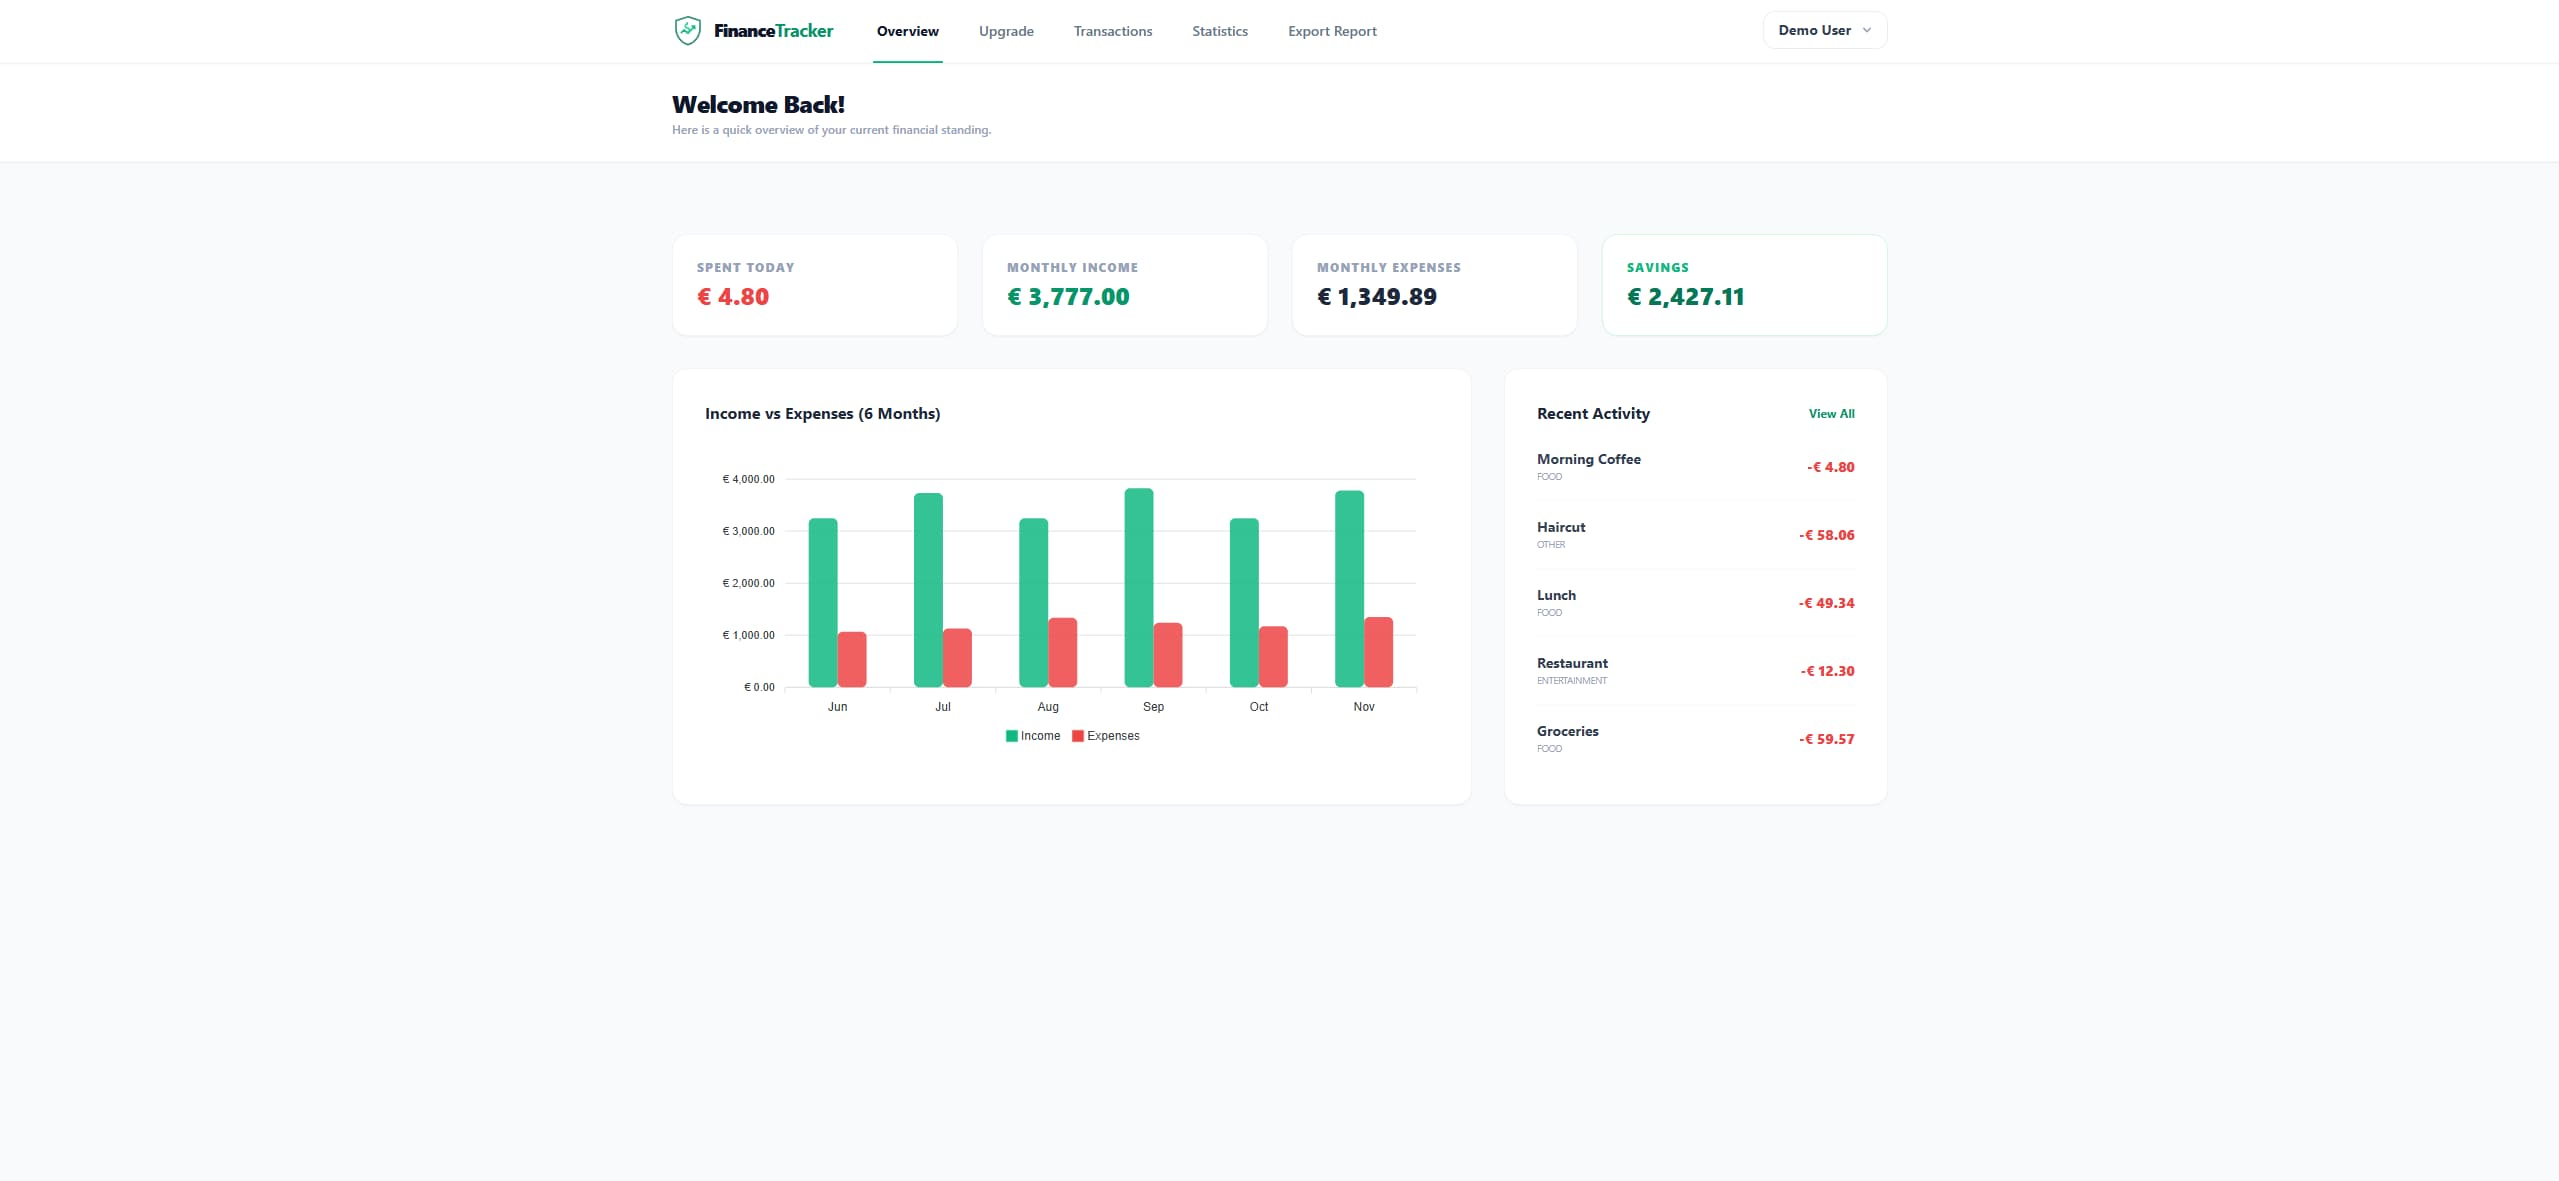 FinanceTracker Overview Upgrade Transactions Statistics Export Report Demo User
Welcome Back!
Here is a quick overview of your current financial standing.
SPENT TODAY
€ 4.80
MONTHLY INCOME
€ 3,777.00
MONTHLY EXPENSES
€ 1,349.89
SAVINGS
€ 2,427.11
Income vs Expenses (6 Months)
€ 4,000.00
€ 3,000.00
€ 2,000.00
€ 1,000.00
€ 0.00
Jun Jul Aug Sep Oct Nov
Income Expenses
Recent Activity View All
Morning Coffee
FOOD
-€ 4.80
Haircut
OTHER
-€ 58.06
Lunch
FOOD
-€ 49.34
Restaurant
ENTERTAINMENT
-€ 12.30
Groceries
FOOD
-€ 59.57